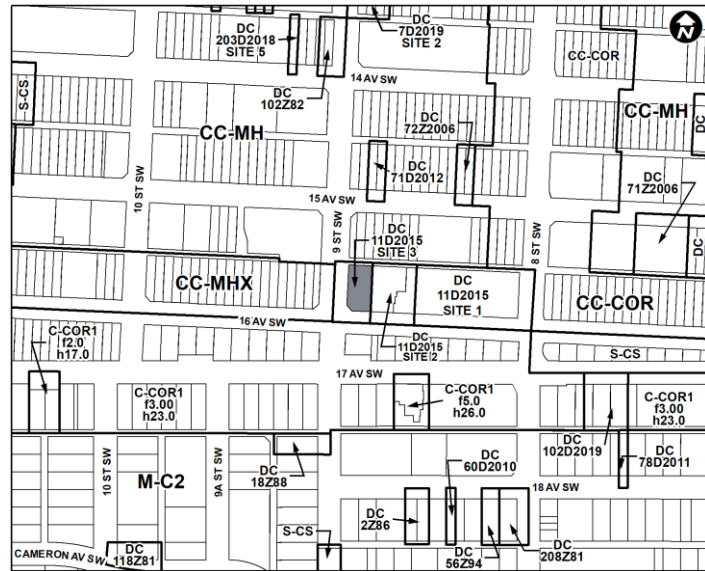 DC
203D2018
SITE 5
DC
7D2019
SITE 2
N
CC-COR
14 AV SW
S-CS
DC
102Z82
CC-MH
DC
72Z2006
CC-MH
DC
DC
71D2012
DC
71Z2006
15 AV SW
10 ST SW
9 ST SW
8 ST SW
DC
11D2015
SITE 3
DC
CC-MHX
DC
11D2015
SITE 1
CC-COR
16 AV SW
C-COR1
f2.0
h17.0
DC
11D2015
SITE 2
S-CS
17 AV SW
C-COR1
f3.00
h23.0
C-COR1
f5.0
h26.0
C-COR1
f3.00
h23.0
DC
102D2019
DC
78D2011
10 ST SW
M-C2
9A ST SW
DC
18Z88
DC
60D2010
18 AV SW
DC
2Z86
S-CS
DC
56Z94
DC
208Z81
CAMERON AV SW
DC
118Z81